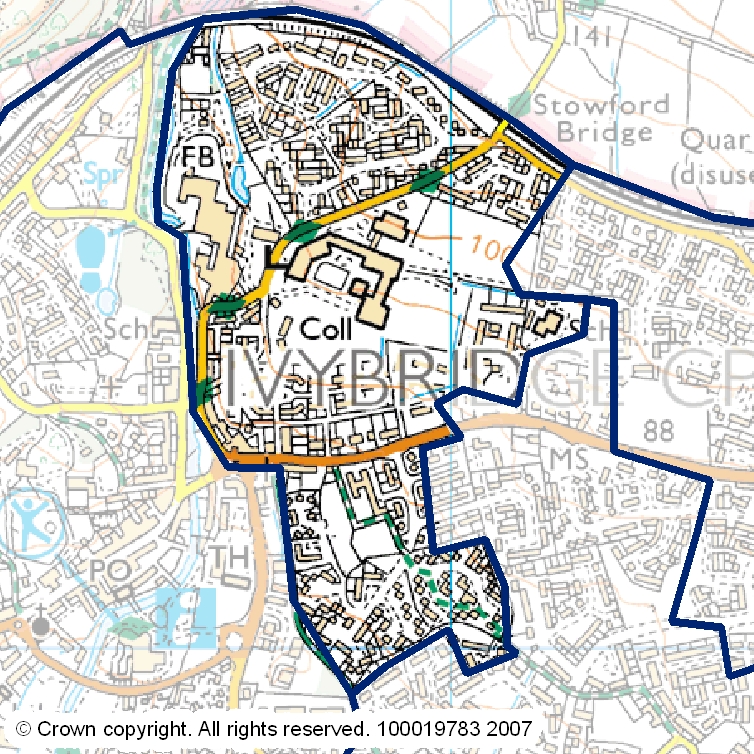 141
Stowford
Bridge
Quar
(disuse
FB
Spr
100
Sch
Coll
Sch
IVYBRIDGE CP
88
MS
TH
PO
© Crown copyright. All rights reserved. 100019783 2007